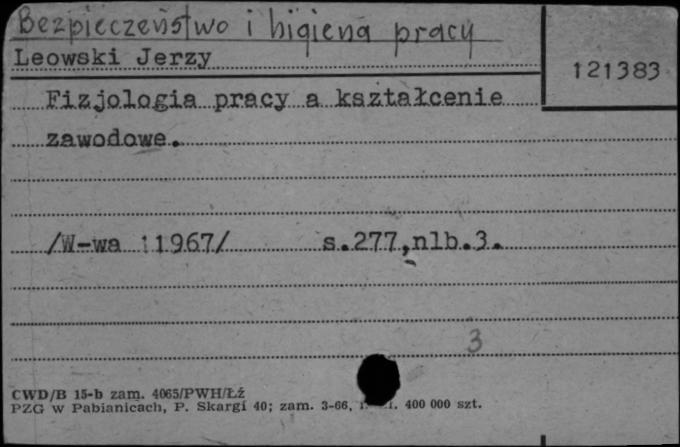 Bezpieczeństwo i higiena pracy
Leowski Jerzy
121383
Fizjologia pracy a kształcenie
zawodowe.
/W-wa 1967/ s.277,nlb.3.
3
CWD/B 15-b zam. 4065/PWH/Łź
PZG w Pabianicach, P. Skargi 40; zam. 3-66, 400 000 szt.